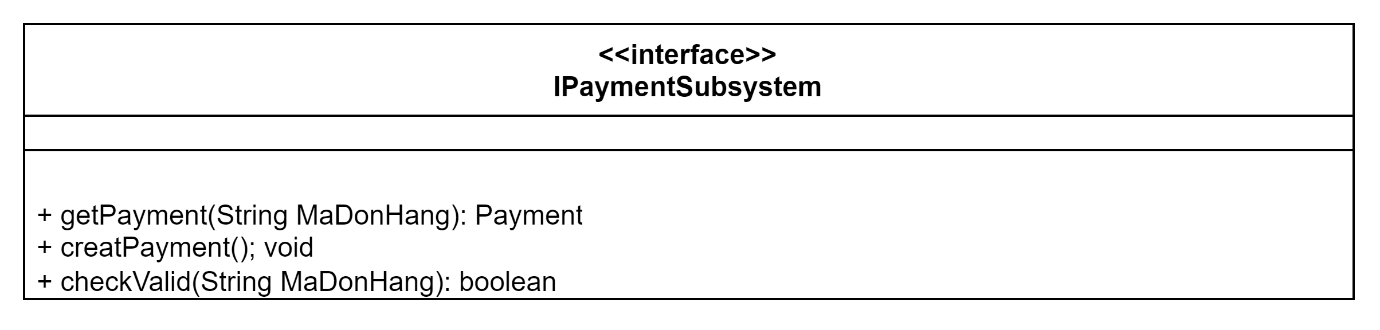 <<interface>>
IPaymentSubsystem
+ getPayment(String MaDonHang): Payment
+ creatPayment(); void
+ checkValid(String MaDonHang): boolean